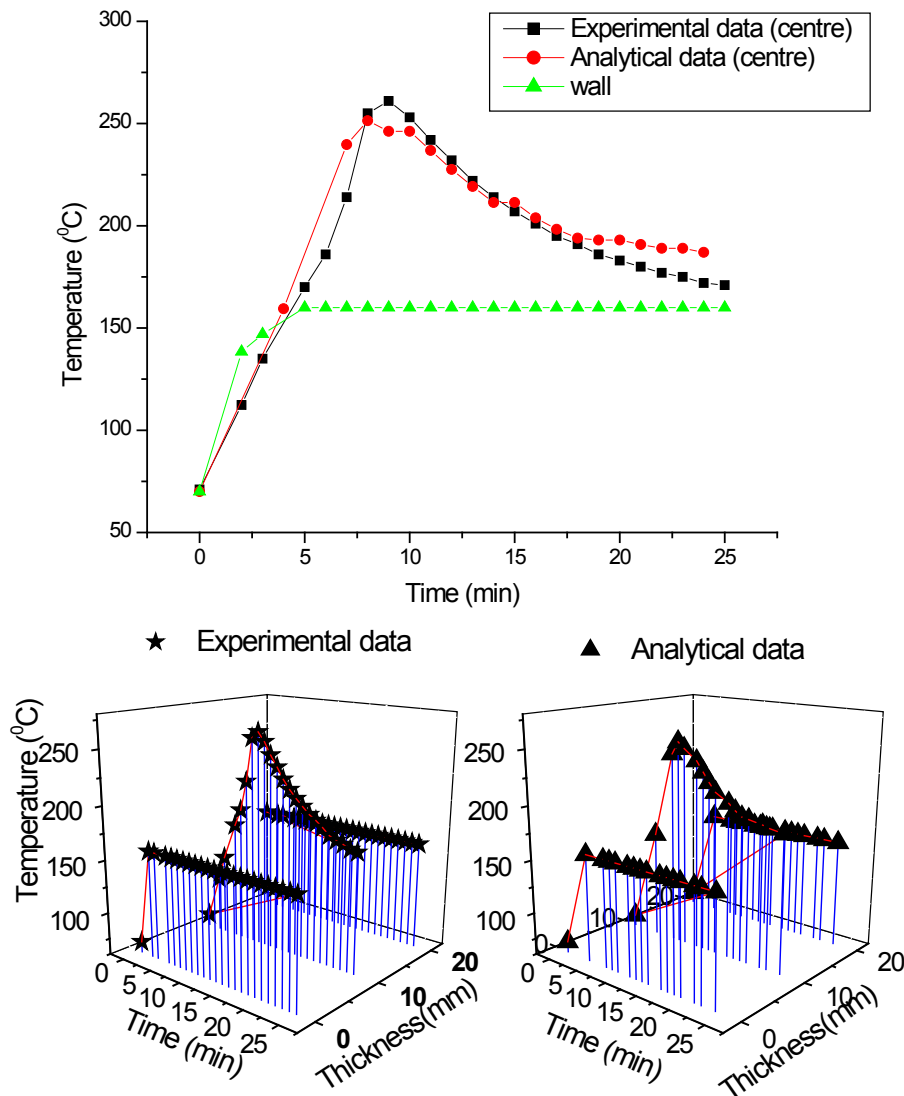 300
250
200
150
100
50
Temperature (⁰C)
Experimental data (centre)
Analytical data (centre)
wall
0 5 10 15 20 25
Time (min)
Experimental data
Analytical data
Temperature (⁰C)
250
200
150
100
0 5 10 15 20 25
Time (min)
0 10 20
Thickness(mm)
250
200
150
100
0 10 20
0 5 10 15 20 25
Time (min)
0 10 20
Thickness(mm)